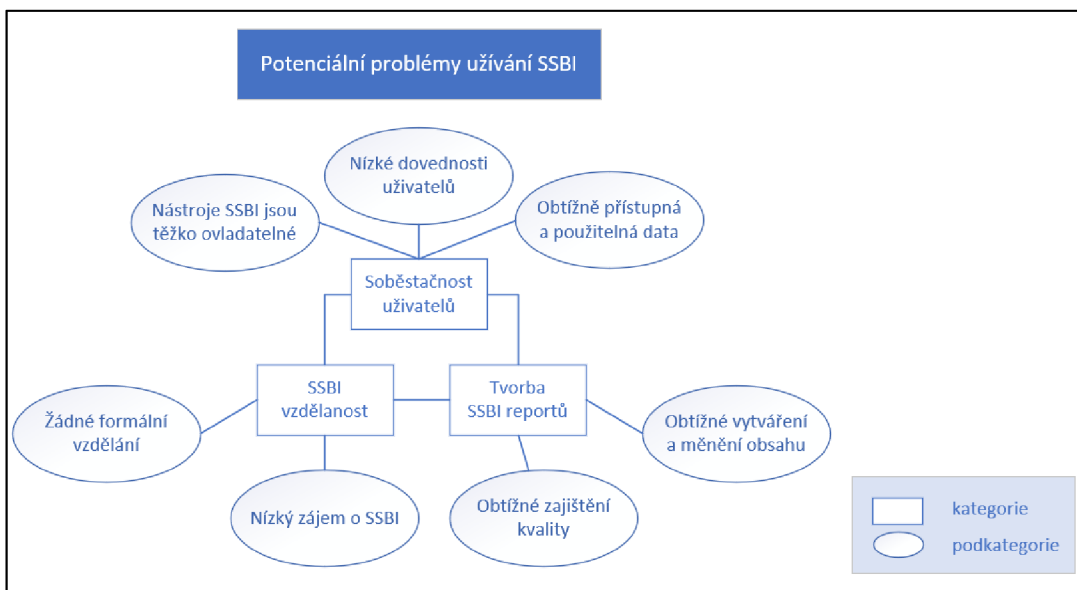 Potenciální problémy užívání SSBI
Nízké dovednosti
uživatelů
Nástroje SSBI jsou
těžko ovladatelné
Obtížně přístupná
a použitelná data
Soběstačnost
uživatelů
SSBI
vzdělanost
Tvorba
SSBI reportů
Žádné formální
vzdělání
Obtížné vytváření
a měnění obsahu
Nízký zájem o SSBI
Obtížné zajištění
kvality
kategorie
podkategorie